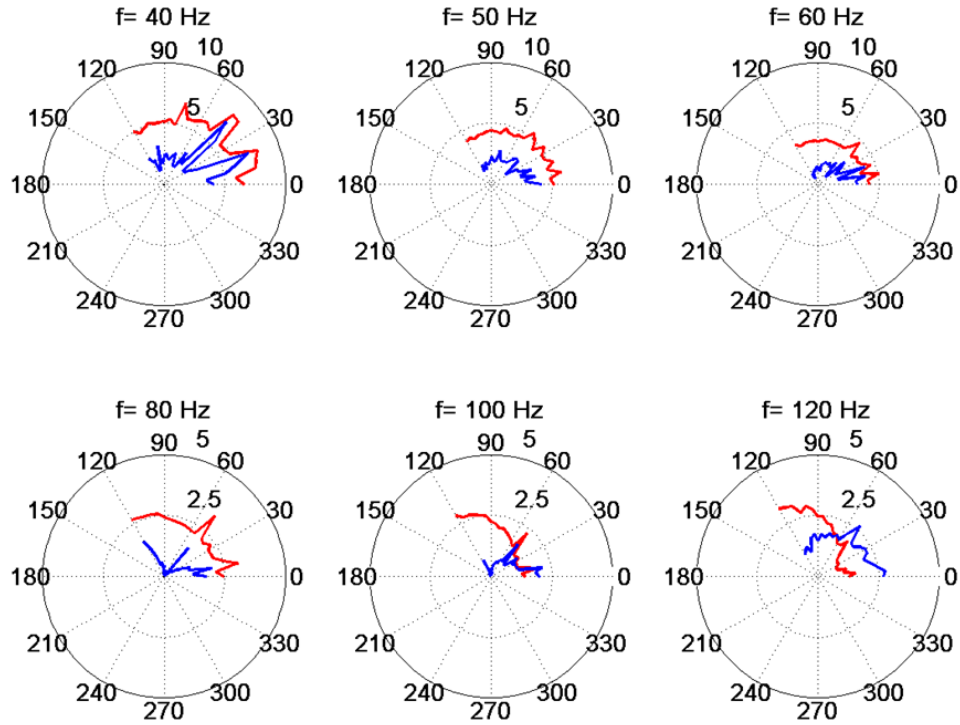 f= 40 Hz f= 50 Hz f= 60 Hz
90 10 90 10 90 10
120 60 120 60 120 60
5 5 5
150 30 150 30 150 30
180 0 180 0 180 0
210 330 210 330 210 330
240 300 240 300 240 300
270 270 270
f= 80 Hz f= 100 Hz f= 120 Hz
90 5 90 5 90 5
120 60 120 60 120 60
2.5 2.5 2.5
150 30 150 30 150 30
180 0 180 0 180 0
210 330 210 330 210 330
240 300 240 300 240 300
270 270 270